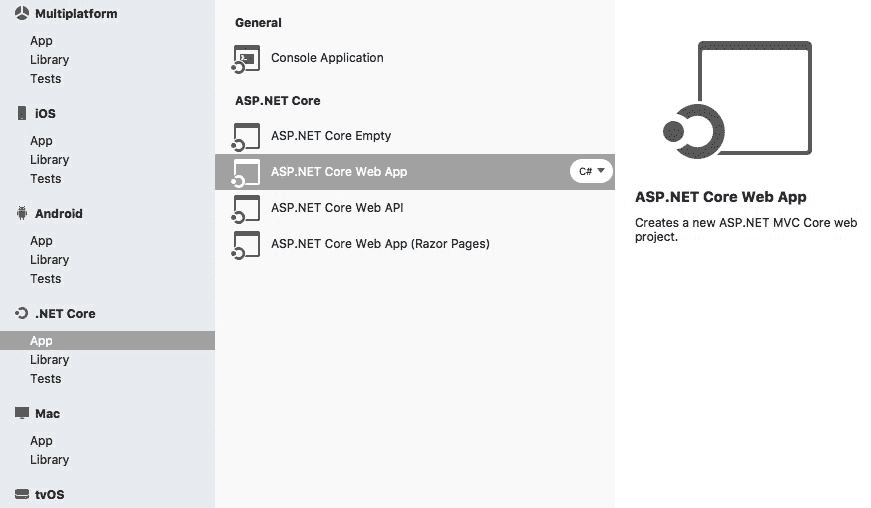 Multiplatform
App
Library
Tests
iOS
App
Library
Tests
Android
App
Library
Tests
.NET Core
App
Library
Tests
Mac
App
Library
tvOS
General
Console Application
ASP.NET Core
ASP.NET Core Empty
ASP.NET Core Web App C#
ASP.NET Core Web API
ASP.NET Core Web App (Razor Pages)
ASP.NET Core Web App
Creates a new ASP.NET MVC Core web
project.